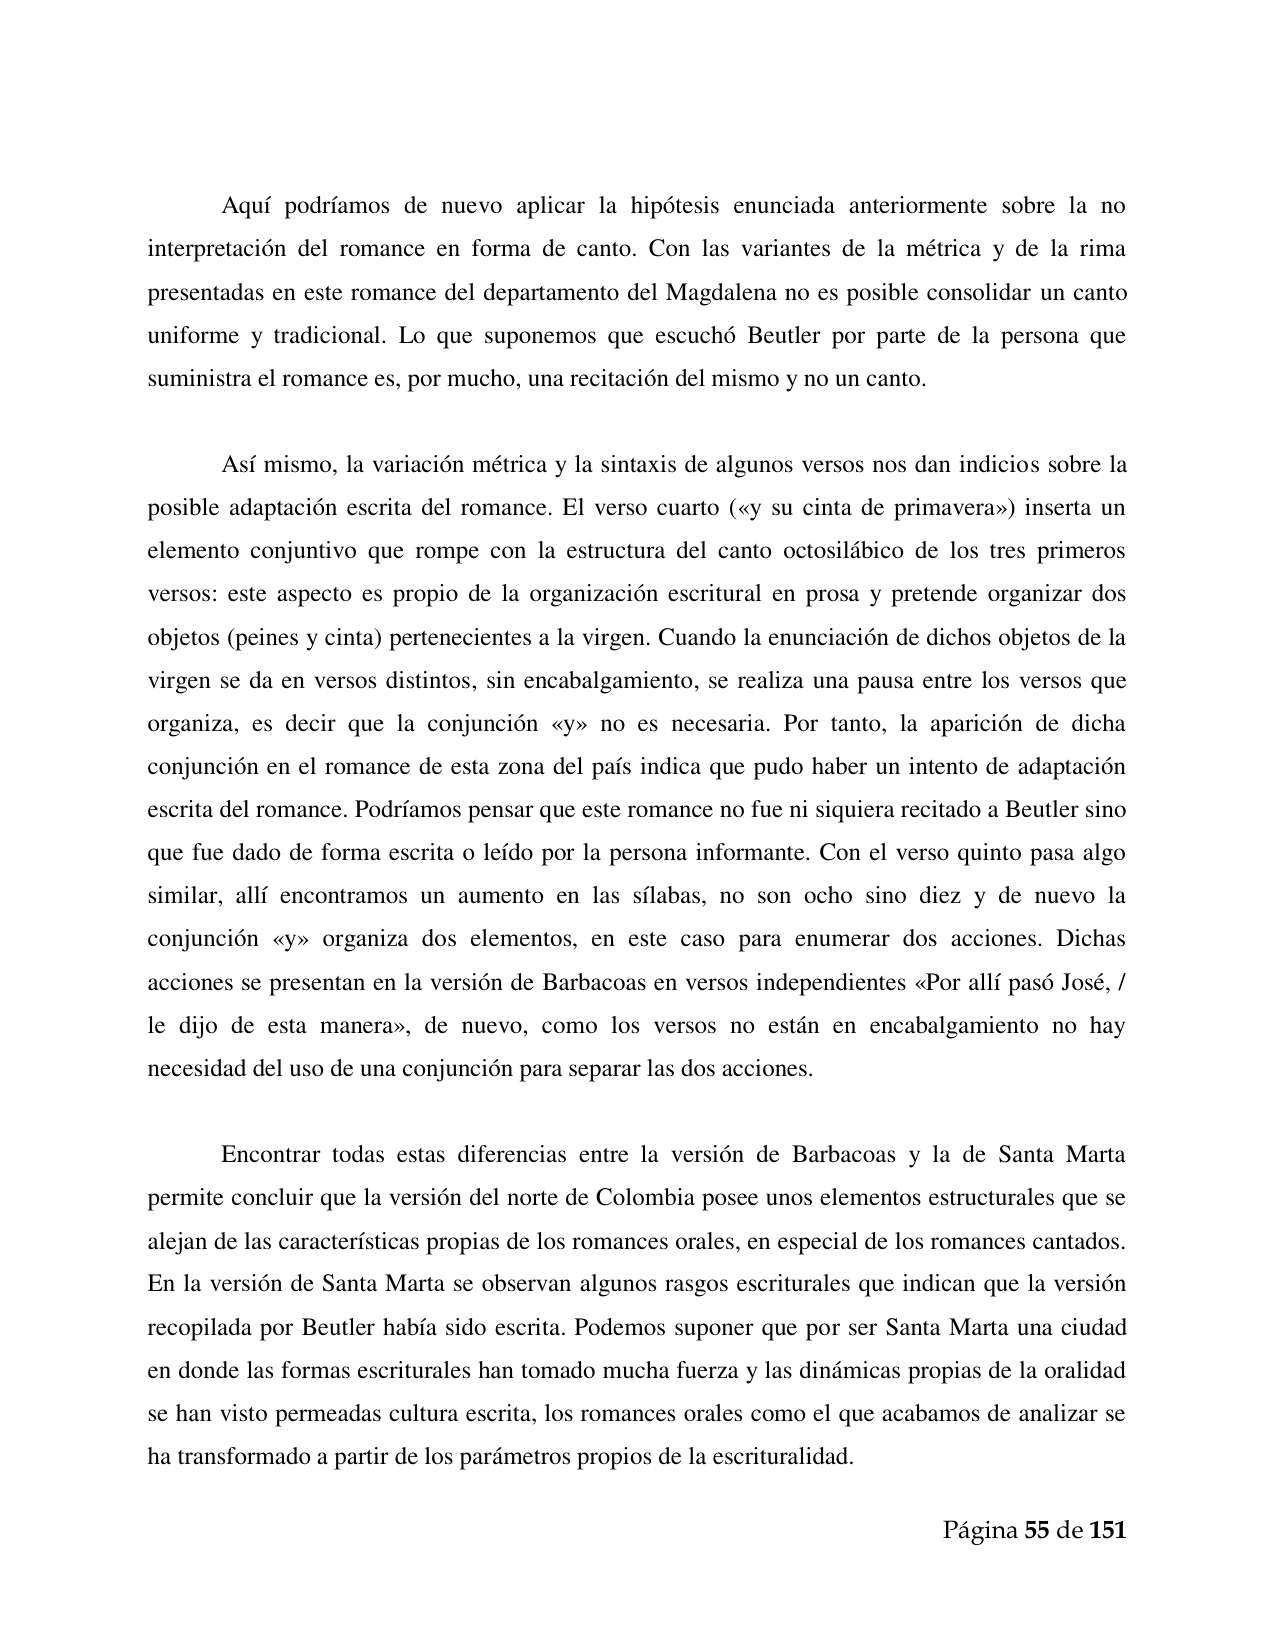 Aquí podríamos de nuevo aplicar la hipótesis enunciada anteriormente sobre la no
interpretación del romance en forma de canto. Con las variantes de la métrica y de la rima
presentadas en este romance del departamento del Magdalena no es posible consolidar un canto
uniforme y tradicional. Lo que suponemos que escuchó Beutler por parte de la persona que
suministra el romance es, por mucho, una recitación del mismo y no un canto.
Así mismo, la variación métrica y la sintaxis de algunos versos nos dan indicios sobre la
posible adaptación escrita del romance. El verso cuarto («y su cinta de primavera») inserta un
elemento conjuntivo que rompe con la estructura del canto octosilábico de los tres primeros
versos: este aspecto es propio de la organización escritural en prosa y pretende organizar dos
objetos (peines y cinta) pertenecientes a la virgen. Cuando la enunciación de dichos objetos de la
virgen se da en versos distintos, sin encabalgamiento, se realiza una pausa entre los versos que
organiza, es decir que la conjunción «y» no es necesaria. Por tanto, la aparición de dicha
conjunción en el romance de esta zona del país indica que pudo haber un intento de adaptación
escrita del romance. Podríamos pensar que este romance no fue ni siquiera recitado a Beutler sino
que fue dado de forma escrita o leído por la persona informante. Con el verso quinto pasa algo
similar, allí encontramos un aumento en las sílabas, no son ocho sino diez y de nuevo la
conjunción «y» organiza dos elementos, en este caso para enumerar dos acciones. Dichas
acciones se presentan en la versión de Barbacoas en versos independientes «Por allí pasó José, /
le dijo de esta manera», de nuevo, como los versos no están en encabalgamiento no hay
necesidad del uso de una conjunción para separar las dos acciones.
Encontrar todas estas diferencias entre la versión de Barbacoas y la de Santa Marta
permite concluir que la versión del norte de Colombia posee unos elementos estructurales que se
alejan de las características propias de los romances orales, en especial de los romances cantados.
En la versión de Santa Marta se observan algunos rasgos escriturales que indican que la versión
recopilada por Beutler había sido escrita. Podemos suponer que por ser Santa Marta una ciudad
en donde las formas escriturales han tomado mucha fuerza y las dinámicas propias de la oralidad
se han visto permeadas cultura escrita, los romances orales como el que acabamos de analizar se
ha transformado a partir de los parámetros propios de la escrituralidad.
Página 55 de 151